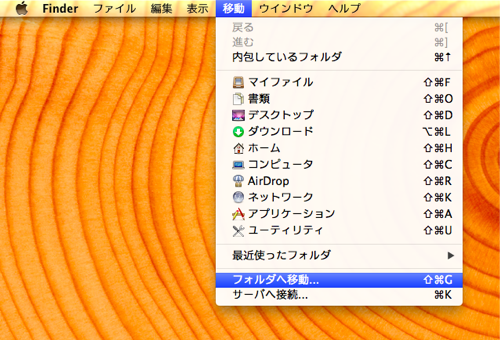 Finder ファイル 編集 表示 移動 ウインドウ ヘルプ
戻る ⌘[
進む ⌘]
内包しているフォルダ ⌘↑
マイファイル ⇧⌘F
書類 ⇧⌘O
デスクトップ ⇧⌘D
ダウンロード ⌥⌘L
ホーム ⇧⌘H
コンピュータ ⇧⌘C
AirDrop ⇧⌘R
ネットワーク ⇧⌘K
アプリケーション ⇧⌘A
ユーティリティ ⇧⌘U
最近使ったフォルダ ▶
フォルダへ移動... ⇧⌘G
サーバへ接続... ⌘K